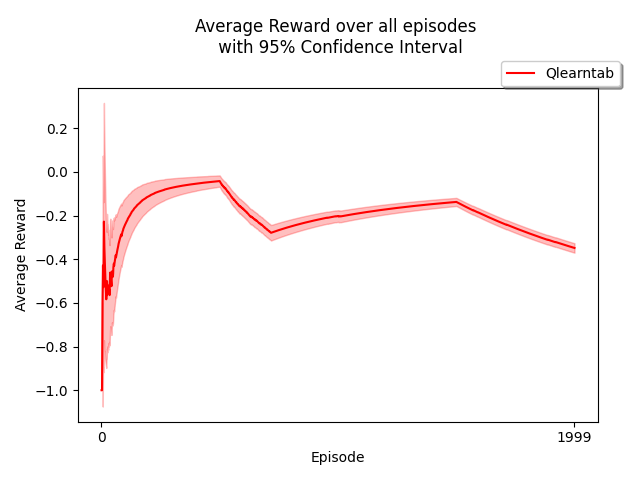 Average Reward over all episodes
with 95% Confidence Interval
Qlearntab
0.2
0.0
−0.2
−0.4
−0.6
−0.8
−1.0
Average Reward
0
1999
Episode